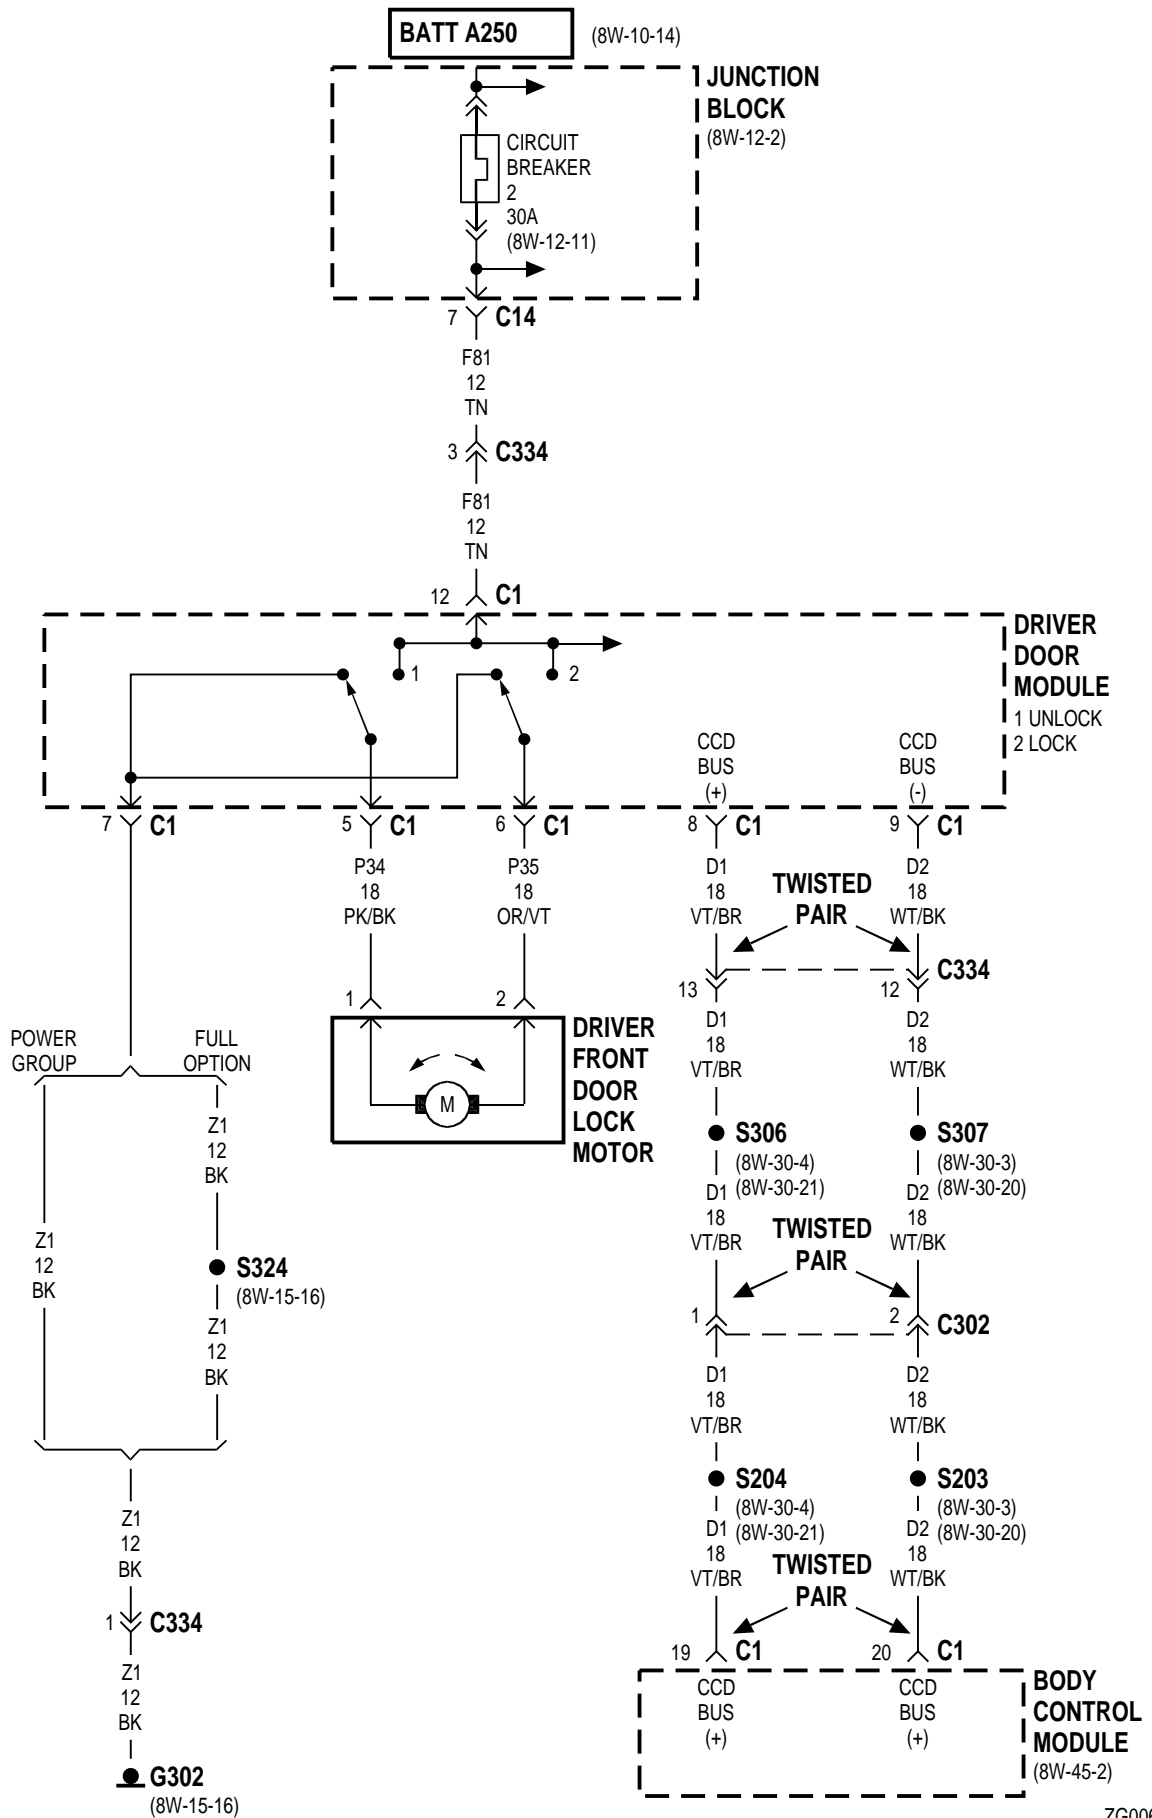 BATT A250
(8W-10-14)
JUNCTION
BLOCK
(8W-12-2)
CIRCUIT
BREAKER
2
30A
(8W-12-11)
7
C14
F81
12
TN
3
C334
F81
12
TN
12
C1
DRIVER
DOOR
MODULE
1 UNLOCK
2 LOCK
1
2
CCD
BUS
(+)
CCD
BUS
(-)
7
C1
5
C1
6
C1
8
C1
9
C1
P34
18
PK/BK
P35
18
OR/VT
D1
18
VT/BR
TWISTED
PAIR
D2
18
WT/BK
13
12
C334
1
2
DRIVER
FRONT
DOOR
LOCK
MOTOR
M
POWER
GROUP
FULL
OPTION
Z1
12
BK
Z1
12
BK
S324
(8W-15-16)
Z1
12
BK
D1
18
VT/BR
D2
18
WT/BK
S306
(8W-30-4)
(8W-30-21)
S307
(8W-30-3)
(8W-30-20)
D1
18
VT/BR
TWISTED
PAIR
D2
18
WT/BK
1
2
C302
D1
18
VT/BR
D2
18
WT/BK
S204
(8W-30-4)
(8W-30-21)
S203
(8W-30-3)
(8W-30-20)
D1
18
VT/BR
TWISTED
PAIR
D2
18
WT/BK
Z1
12
BK
1
C334
Z1
12
BK
G302
(8W-15-16)
19
C1
20
C1
CCD
BUS
(+)
CCD
BUS
(+)
BODY
CONTROL
MODULE
(8W-45-2)